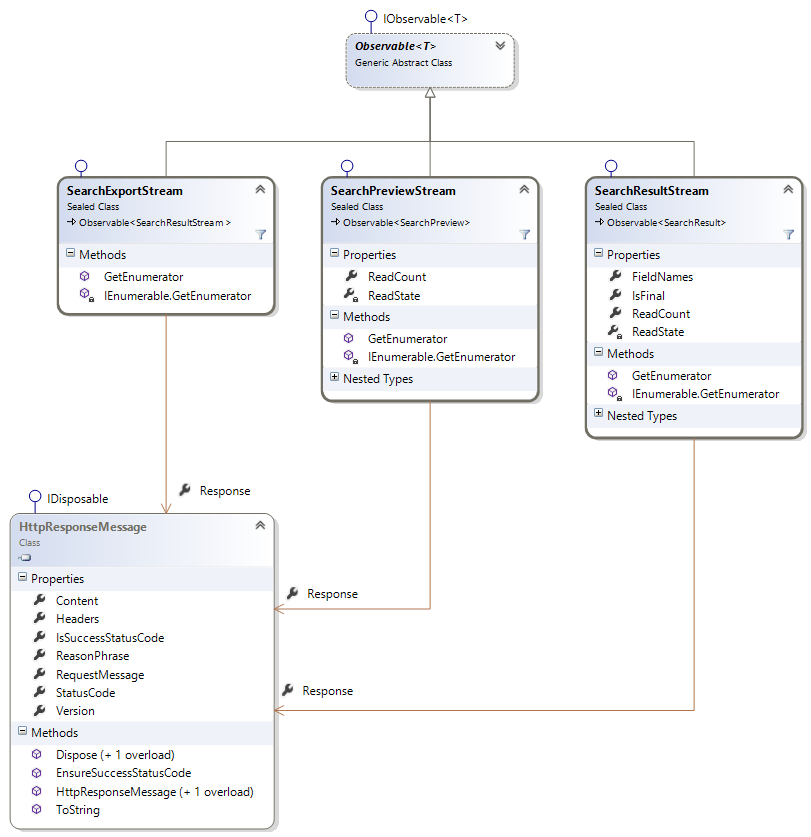 IObservable<T>
Observable<T>
Generic Abstract Class
SearchExportStream
Sealed Class
Observable<SearchResultStream >
Methods
GetEnumerator
IEnumerable.GetEnumerator
SearchPreviewStream
Sealed Class
Observable<SearchPreview>
Properties
ReadCount
ReadState
Methods
GetEnumerator
IEnumerable.GetEnumerator
Nested Types
SearchResultStream
Sealed Class
Observable<SearchResult>
Properties
FieldNames
IsFinal
ReadCount
ReadState
Methods
GetEnumerator
IEnumerable.GetEnumerator
Nested Types
Response
Response
Response
IDisposable
HttpResponseMessage
Class
Properties
Content
Headers
IsSuccessStatusCode
ReasonPhrase
RequestMessage
StatusCode
Version
Methods
Dispose (+ 1 overload)
EnsureSuccessStatusCode
HttpResponseMessage (+ 1 overload)
ToString